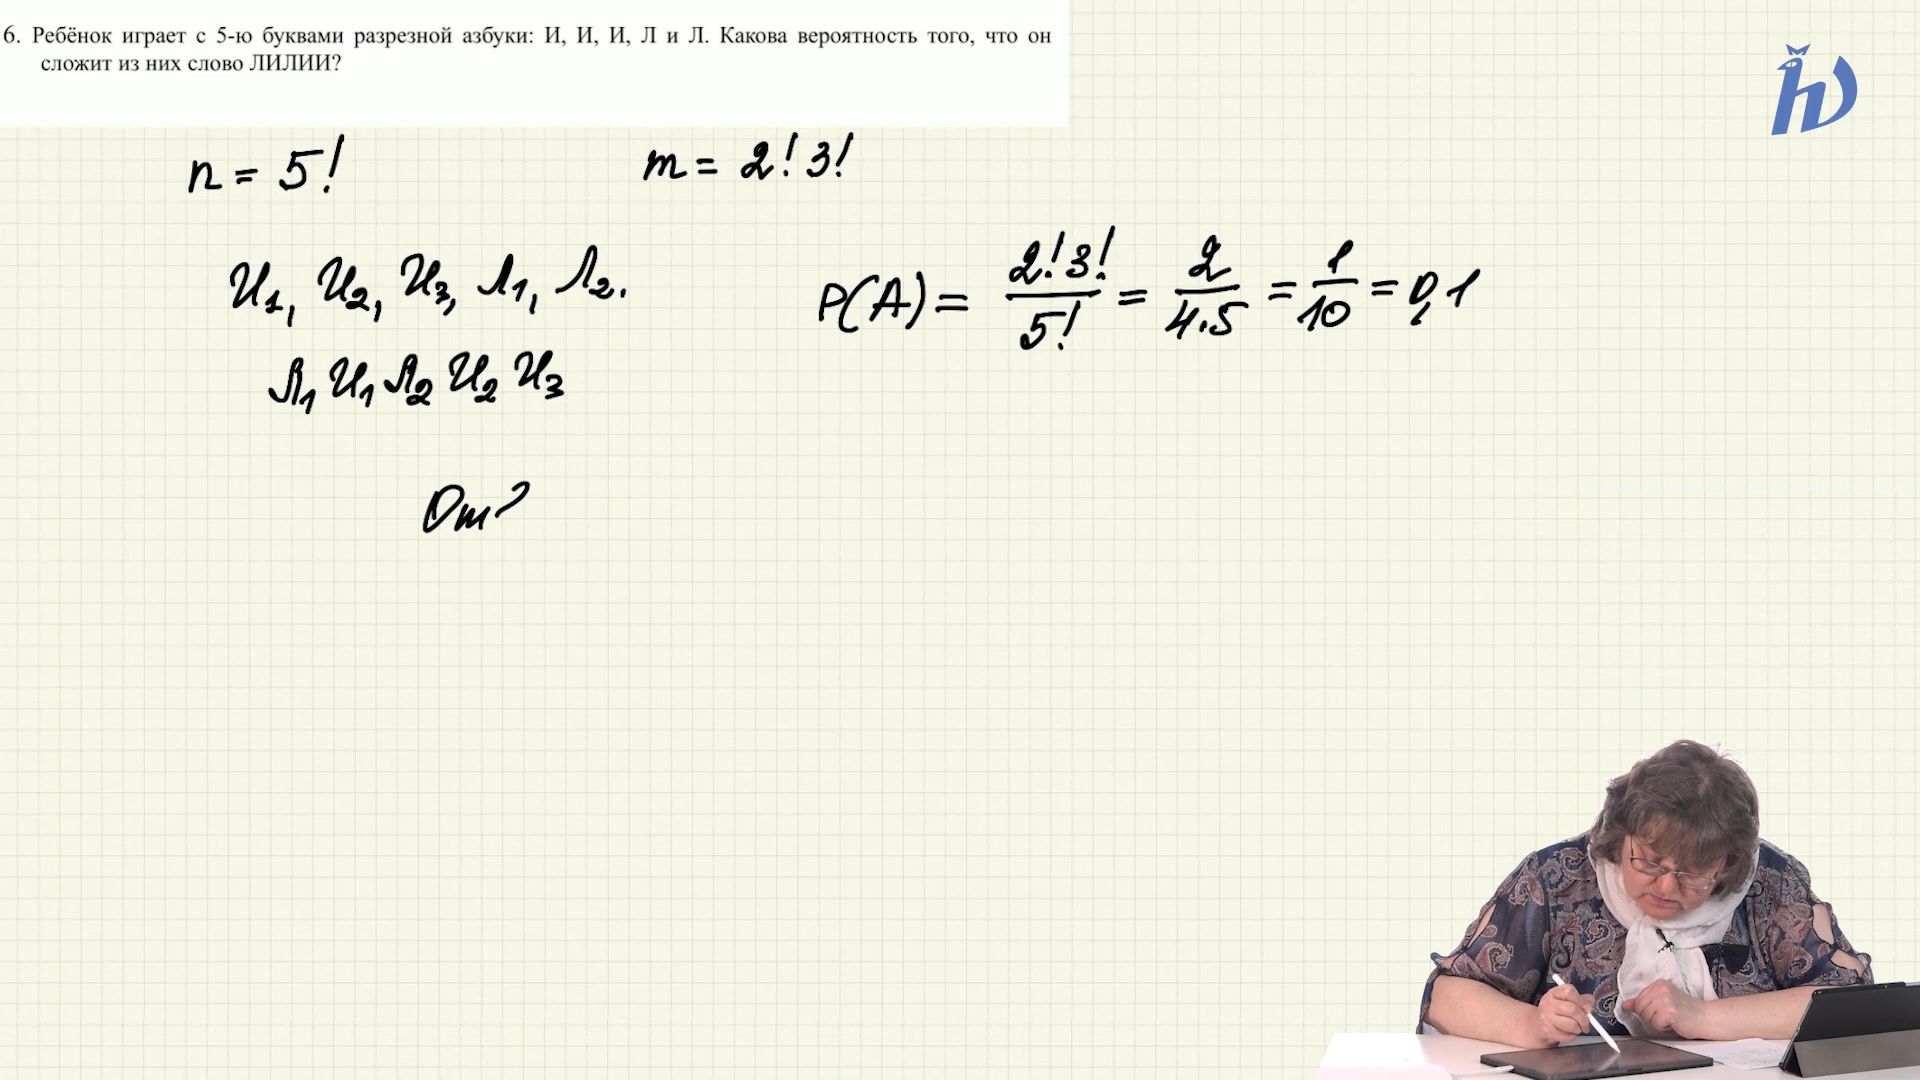 6. Ребёнок играет с 5-ю буквами разрезной азбуки: И, И, И, Л и Л. Какова вероятность того, что он
сложит из них слово ЛИЛИИ?
n = 5!
m = 2! 3!
И₁, И₂, И₃, Л₁, Л₂.
P(A) = 2! 3! / 5! = 2 / 4·5 = 1 / 10 = 0,1
Л₁ И₁ Л₂ И₂ И₃
От